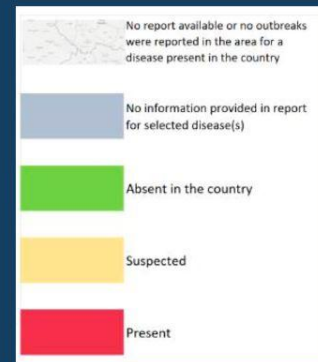 No report available or no outbreaks
were reported in the area for a
disease present in the country
No information provided in report
for selected disease(s)
Absent in the country
Suspected
Present